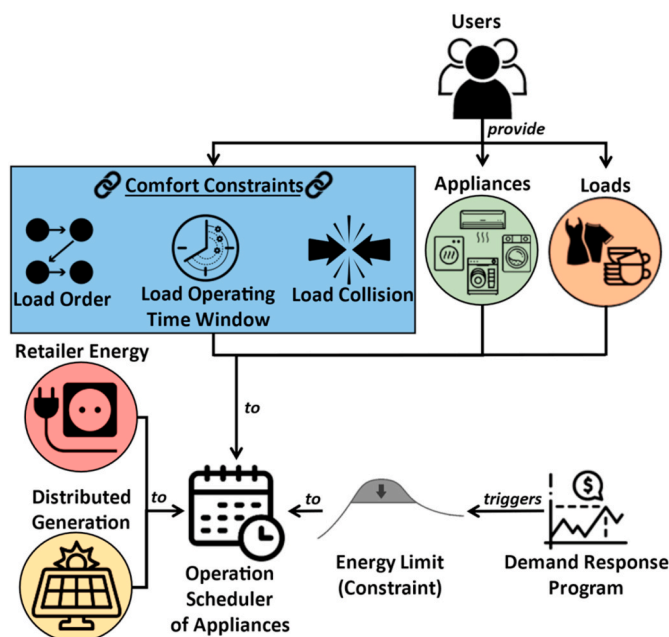 Users
provide
Comfort Constraints
Appliances
Loads
Load Order
Load Operating
Time Window
Load Collision
Retailer Energy
to
Distributed
Generation
to
to
triggers
$
Operation
Scheduler
of Appliances
Energy Limit
(Constraint)
Demand Response
Program